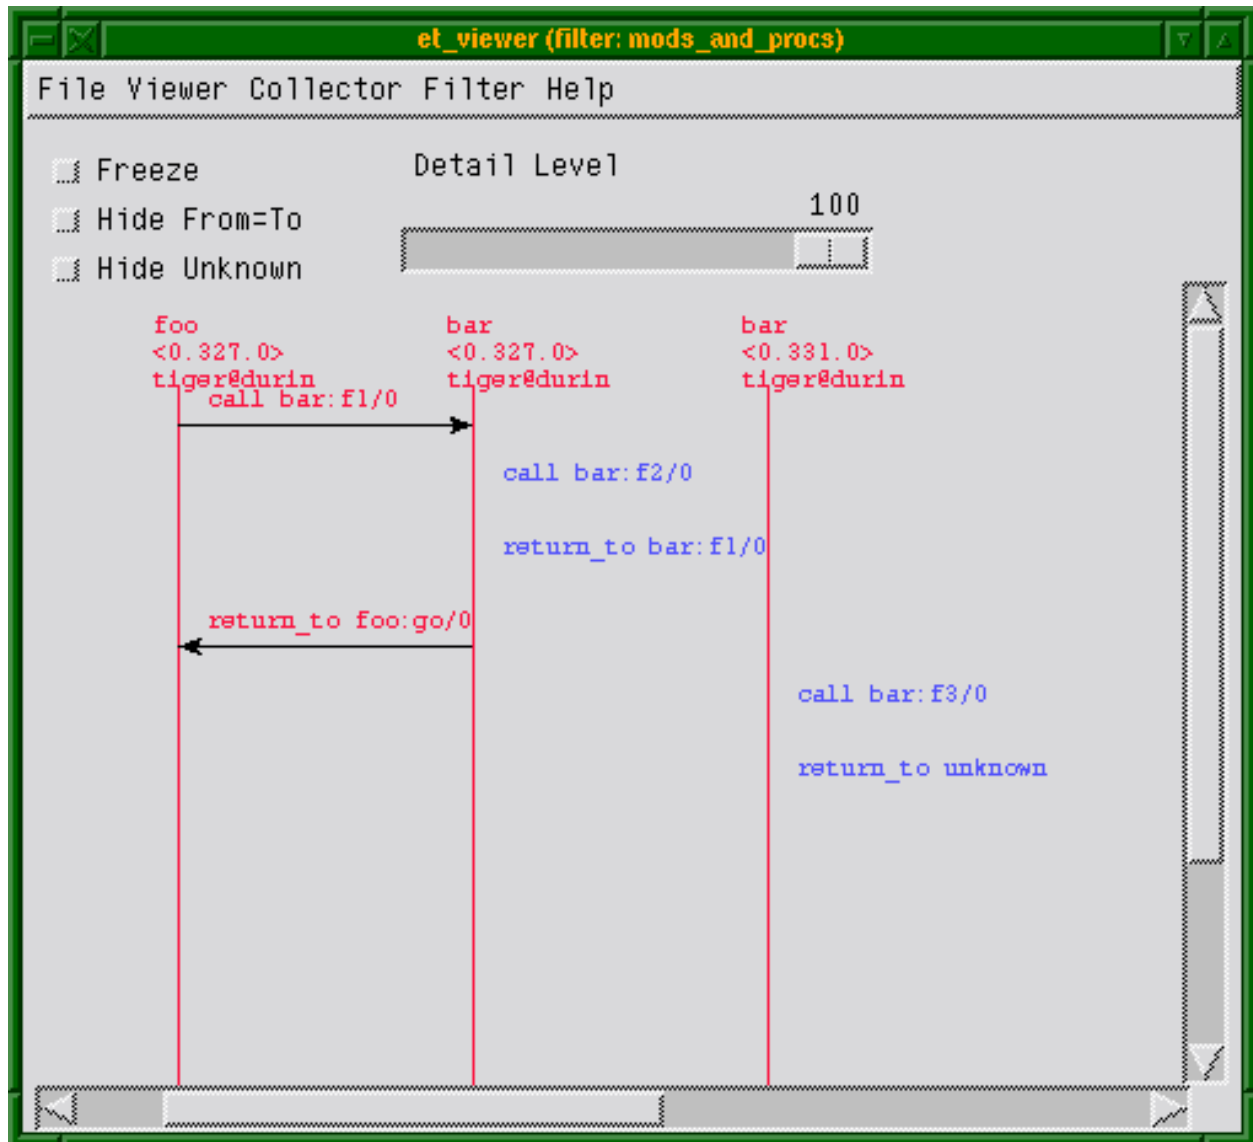 et_viewer (filter: mods_and_procs)
File Viewer Collector Filter Help
Freeze
Detail Level
Hide From=To
100
Hide Unknown
foo bar bar
<0.327.0> <0.327.0> <0.331.0>
tiger@durin tiger@durin tiger@durin
call bar:f1/0
call bar:f2/0
return_to bar:f1/0
return_to foo:go/0
call bar:f3/0
return_to unknown